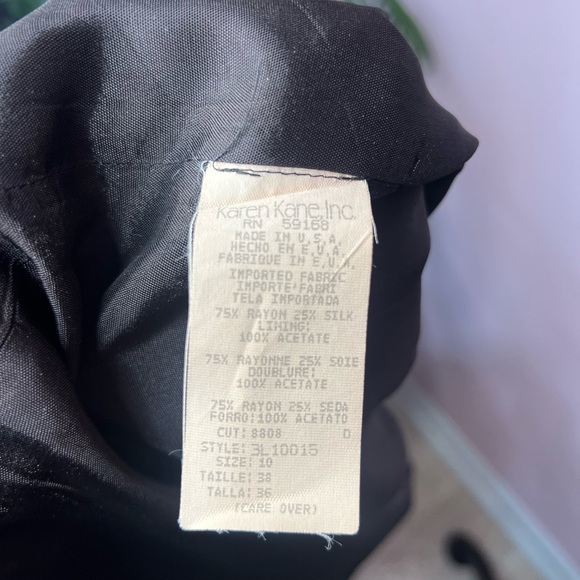 Karen Kane, Inc.
RN 59168
MADE IN U.S.A.
HECHO EN E.U.A.
FABRIQUE EN E.U.A.
IMPORTED FABRIC
IMPORTE'FABRI
TELA IMPORTADA
75% RAYON 25% SILK
LINING:
100% ACETATE
75% RAYONNE 25% SOIE
DOUBLURE:
100% ACETATE
75% RAYON 25% SEDA
FORRO:100% ACETATO
CUT: 8808 D
STYLE: 3L10015
SIZE: 10
TAILLE: 38
TALLA: 36
(CARE OVER)